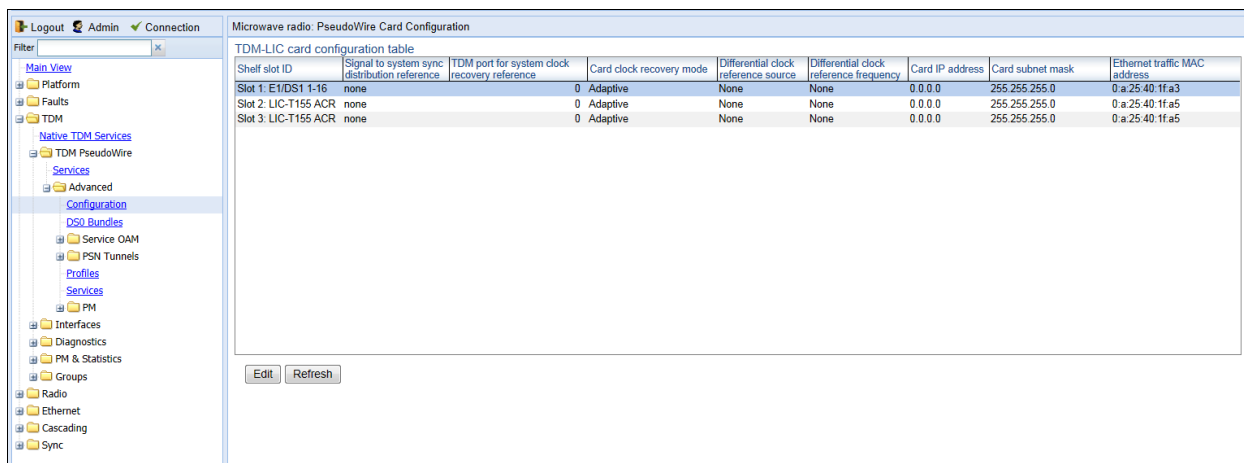 Logout Admin Connection
Filter
Main View
Platform
Faults
TDM
Native TDM Services
TDM PseudoWire
Services
Advanced
Configuration
DS0 Bundles
Service OAM
PSN Tunnels
Profiles
Services
PM
Interfaces
Diagnostics
PM & Statistics
Groups
Radio
Ethernet
Cascading
Sync
Microwave radio: PseudoWire Card Configuration
TDM-LIC card configuration table
Shelf slot ID Signal to system sync distribution reference TDM port for system clock recovery reference Card clock recovery mode Differential clock reference source Differential clock reference frequency Card IP address Card subnet mask Ethernet traffic MAC address
Slot 1: E1/DS1 1-16 none 0 Adaptive None None 0.0.0.0 255.255.255.0 0:a:25:40:1f:a3
Slot 2: LIC-T155 ACR none 0 Adaptive None None 0.0.0.0 255.255.255.0 0:a:25:40:1f:a5
Slot 3: LIC-T155 ACR none 0 Adaptive None None 0.0.0.0 255.255.255.0 0:a:25:40:1f:a5
Edit Refresh